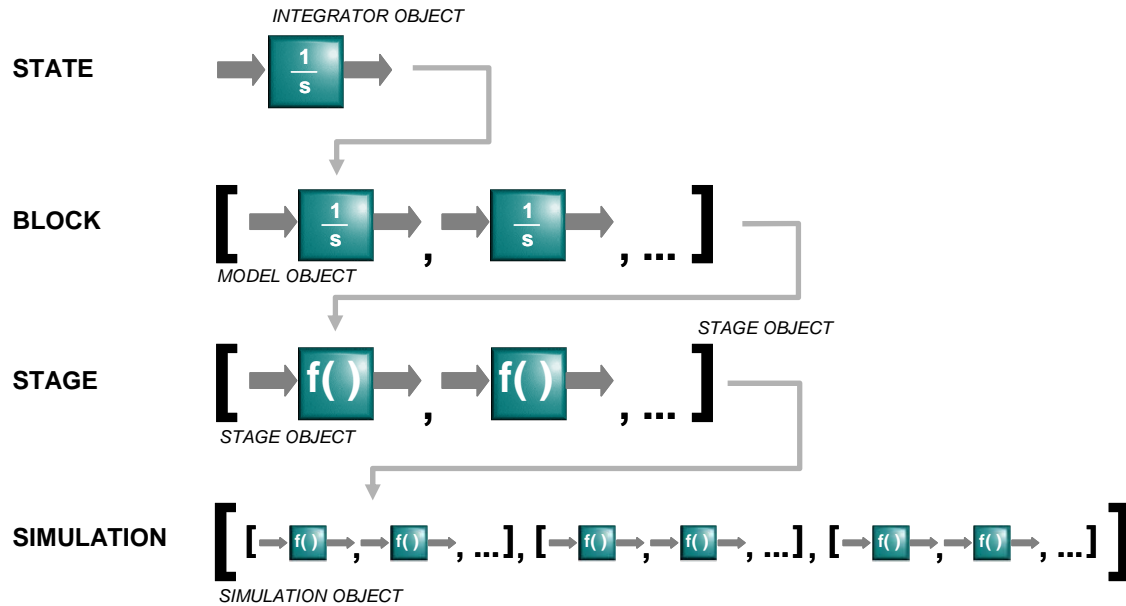 INTEGRATOR OBJECT
STATE
1
s
BLOCK
[ 1 s , 1 s , ... ]
MODEL OBJECT
STAGE OBJECT
STAGE
[ f( ) , f( ) , ... ]
STAGE OBJECT
SIMULATION
[ [ f( ) , f( ) , ... ] , [ f( ) , f( ) , ... ] , [ f( ) , f( ) , ... ] ]
SIMULATION OBJECT